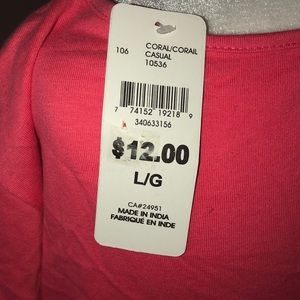 106 CORAL/CORAIL
CASUAL
10536
7 74152 19218 9
340633156
$12.00
L/G
CA#24951
MADE IN INDIA
FABRIQUÉ EN INDE